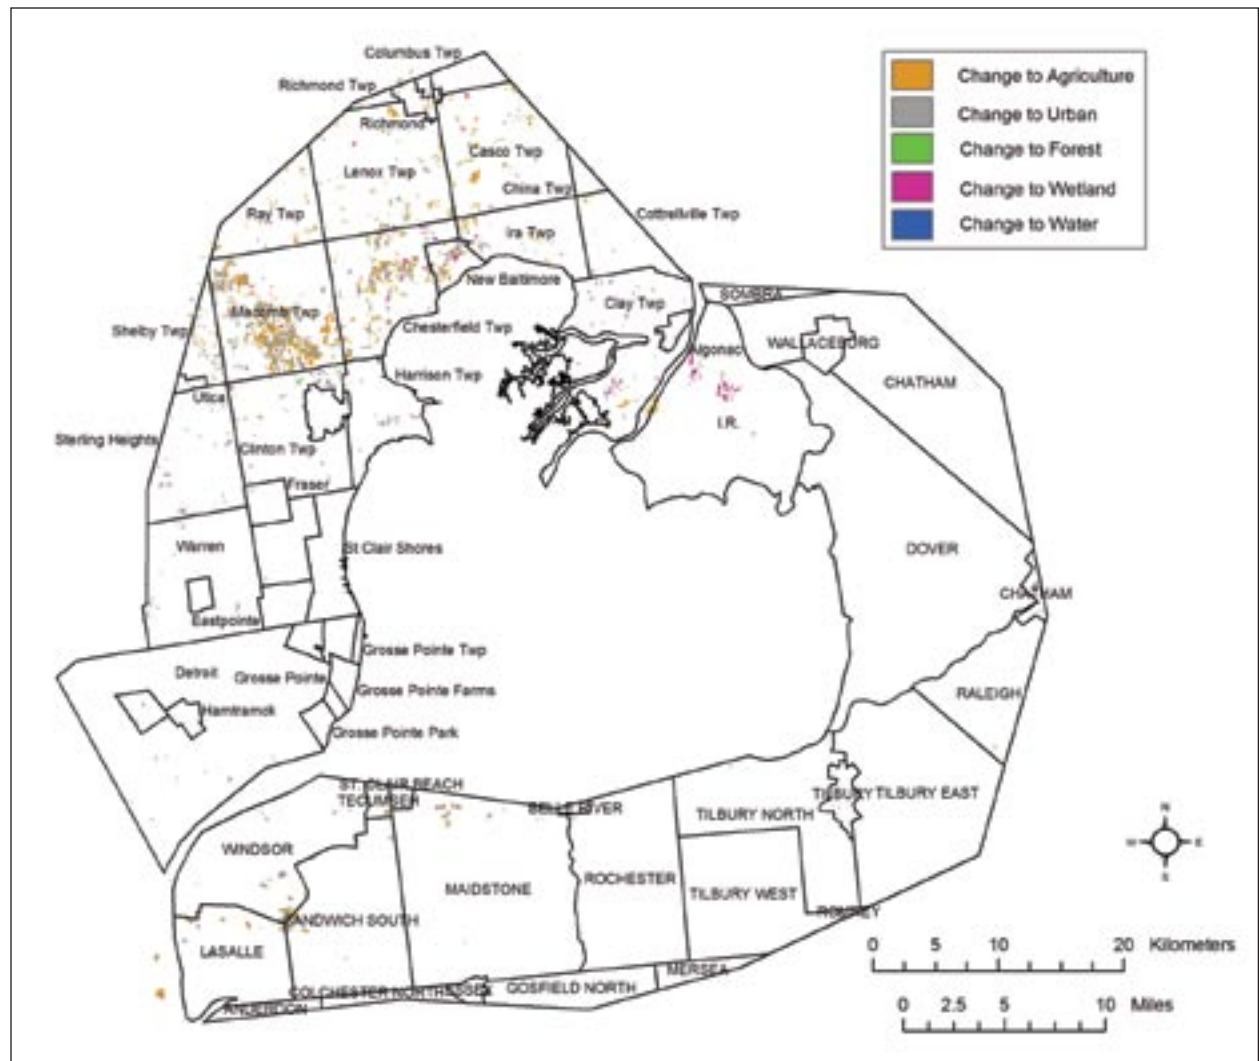 Columbus Twp
Richmond Twp
Richmond
Casco Twp
Lenox Twp
China Twp
Ray Twp
Cottrellville Twp
Ira Twp
New Baltimore
Clay Twp
Macomb Twp
Shelby Twp
Chesterfield Twp
Algonac
Harrison Twp
Utica
Sterling Heights
Clinton Twp
Fraser
Warren
St Clair Shores
Eastpointe
Grosse Pointe Twp
Detroit
Grosse Pointe
Grosse Pointe Farms
Hamtramck
Grosse Pointe Park
Change to Agriculture
Change to Urban
Change to Forest
Change to Wetland
Change to Water
SOMBRA
WALLACEBURG
CHATHAM
I.R.
DOVER
CHATHAM
RALEIGH
ST. CLAIR BEACH
TECUMSEH
BELLE RIVER
TILBURY NORTH
TILBURY
TILBURY EAST
WINDSOR
MAIDSTONE
ROCHESTER
TILBURY WEST
SANDWICH SOUTH
ROMNEY
LASALLE
MERSEA
COLCHESTER NORTH
ESSEX
GOSFIELD NORTH
ANDERDON
N
W E
S
0 5 10 20 Kilometers
0 2.5 5 10 Miles